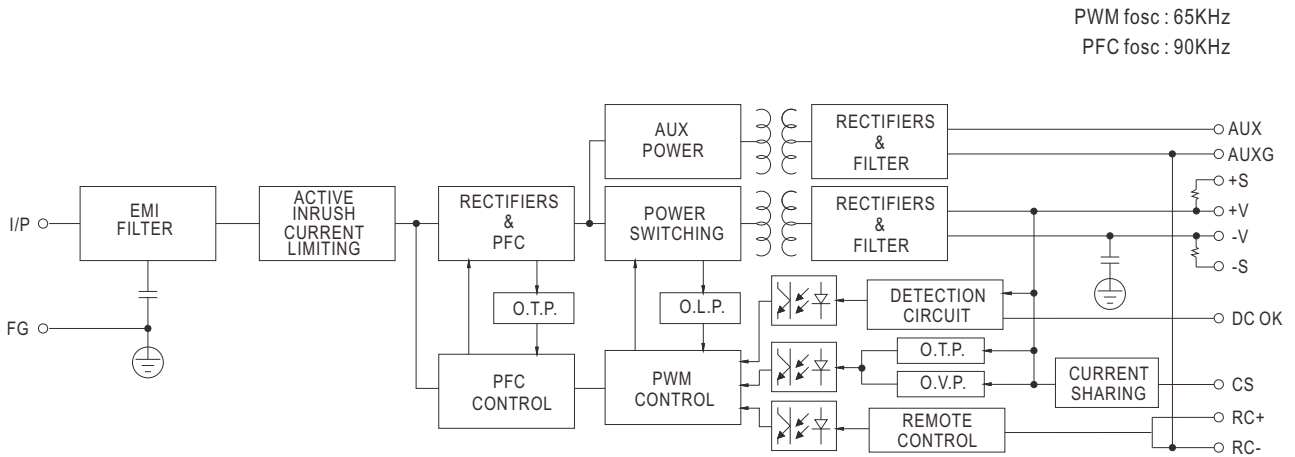 PWM fosc : 65KHz
PFC fosc : 90KHz
I/P
FG
EMI
FILTER
ACTIVE
INRUSH
CURRENT
LIMITING
RECTIFIERS
&
PFC
O.T.P.
PFC
CONTROL
AUX
POWER
POWER
SWITCHING
O.L.P.
PWM
CONTROL
RECTIFIERS
&
FILTER
RECTIFIERS
&
FILTER
DETECTION
CIRCUIT
O.T.P.
O.V.P.
REMOTE
CONTROL
CURRENT
SHARING
AUX
AUXG
+S
+V
-V
-S
DC OK
CS
RC+
RC-